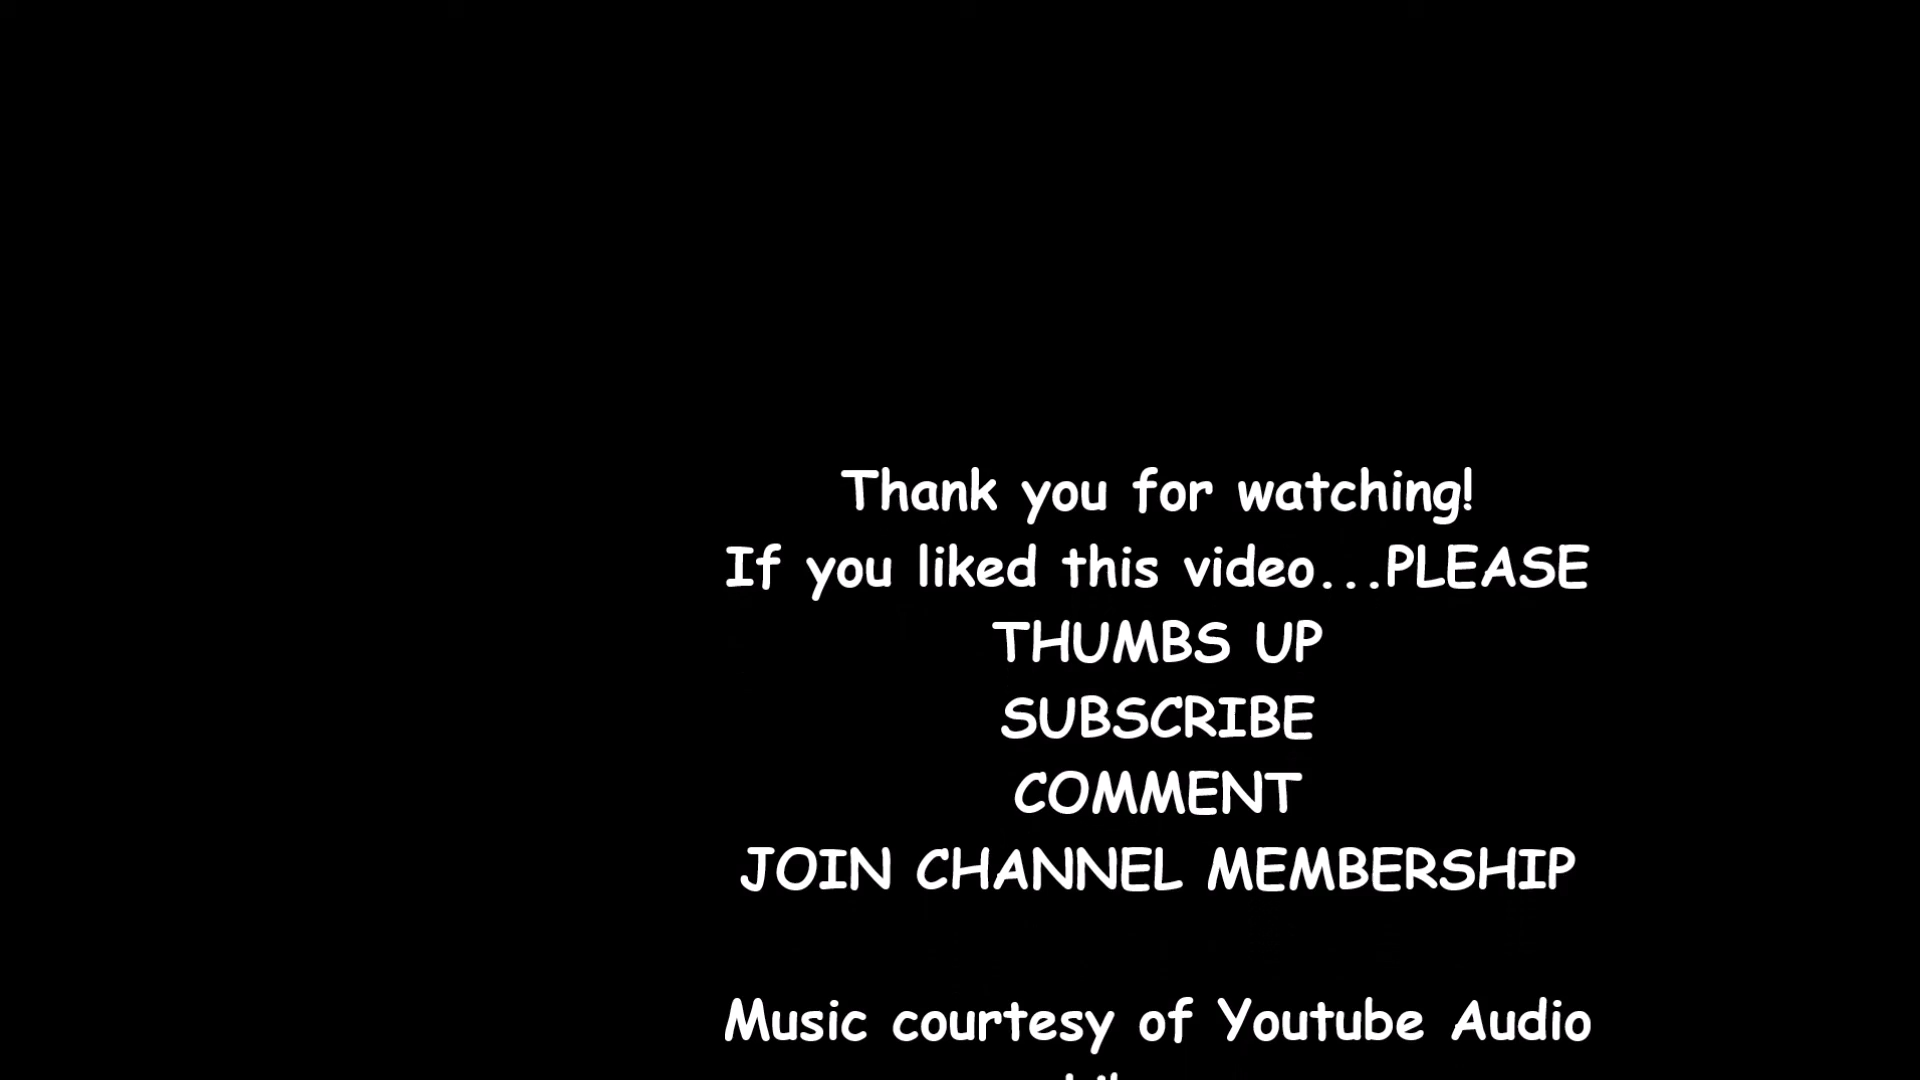 Thank you for watching!
If you liked this video...PLEASE
THUMBS UP
SUBSCRIBE
COMMENT
JOIN CHANNEL MEMBERSHIP
Music courtesy of Youtube Audio